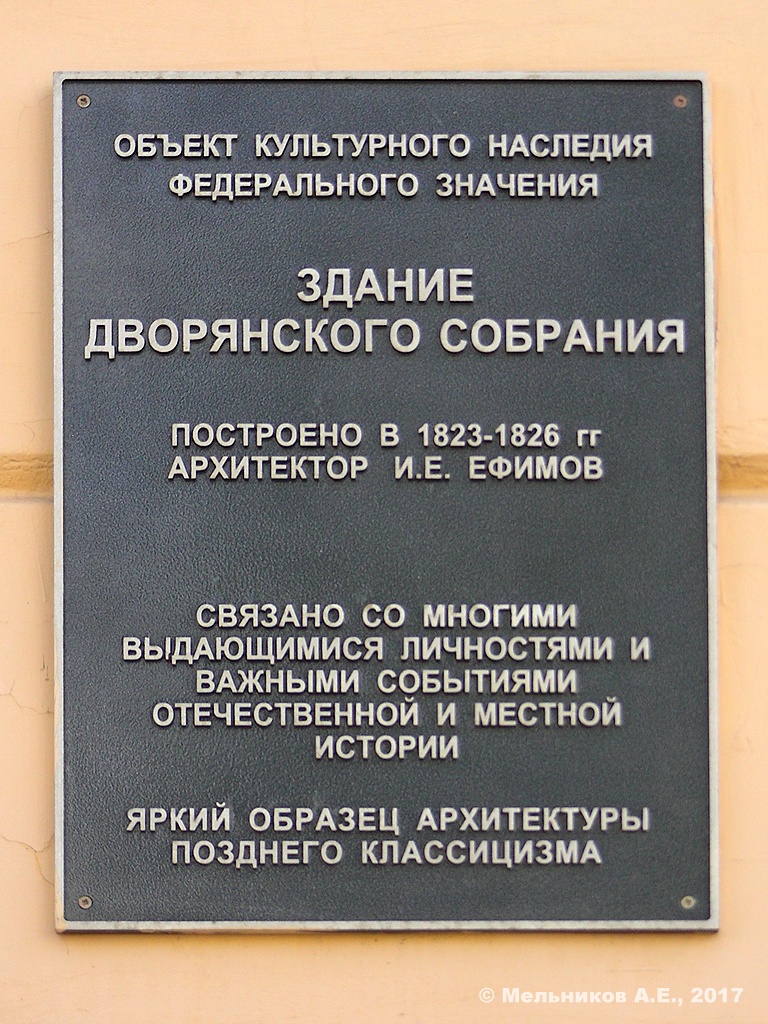 ОБЪЕКТ КУЛЬТУРНОГО НАСЛЕДИЯ
ФЕДЕРАЛЬНОГО ЗНАЧЕНИЯ
ЗДАНИЕ
ДВОРЯНСКОГО СОБРАНИЯ
ПОСТРОЕНО В 1823-1826 гг
АРХИТЕКТОР И.Е. ЕФИМОВ
СВЯЗАНО СО МНОГИМИ
ВЫДАЮЩИМИСЯ ЛИЧНОСТЯМИ И
ВАЖНЫМИ СОБЫТИЯМИ
ОТЕЧЕСТВЕННОЙ И МЕСТНОЙ
ИСТОРИИ
ЯРКИЙ ОБРАЗЕЦ АРХИТЕКТУРЫ
ПОЗДНЕГО КЛАССИЦИЗМА
© Мельников А.Е., 2017